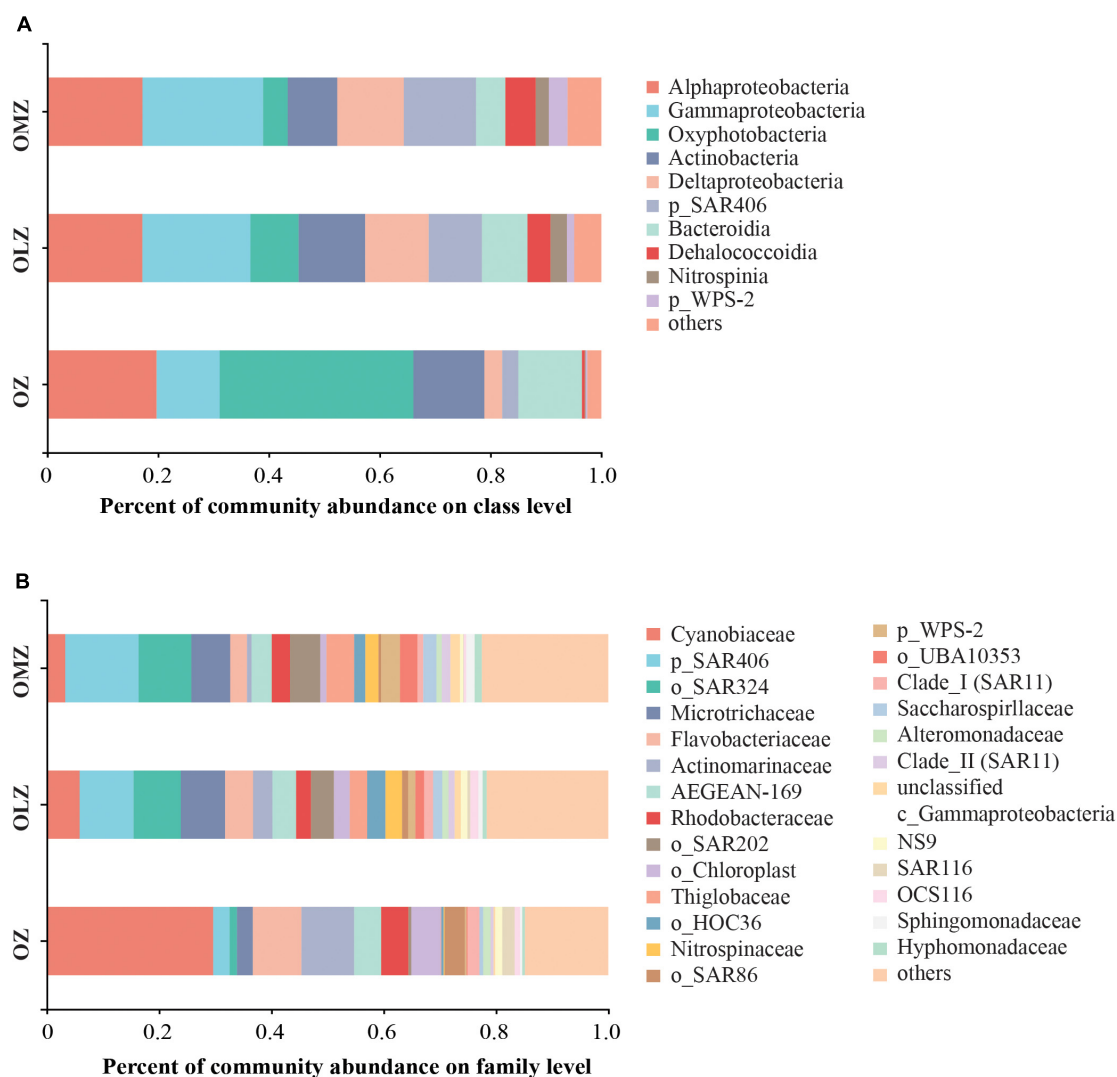 A
OMZ
OLZ
OZ
0 0.2 0.4 0.6 0.8 1.0
Percent of community abundance on class level
Alphaproteobacteria
Gammaproteobacteria
Oxyphotobacteria
Actinobacteria
Deltaproteobacteria
p_SAR406
Bacteroidia
Dehalococcoidia
Nitrospinia
p_WPS-2
others
B
OMZ
OLZ
OZ
0 0.2 0.4 0.6 0.8 1.0
Percent of community abundance on family level
Cyanobiaceae
p_SAR406
o_SAR324
Microtrichaceae
Flavobacteriaceae
Actinomarinaceae
AEGEAN-169
Rhodobacteraceae
o_SAR202
o_Chloroplast
Thiglobaceae
o_HOC36
Nitrospinaceae
o_SAR86
p_WPS-2
o_UBA10353
Clade_I (SAR11)
Saccharospirllaceae
Alteromonadaceae
Clade_II (SAR11)
unclassified
c_Gammaproteobacteria
NS9
SAR116
OCS116
Sphingomonadaceae
Hyphomonadaceae
others